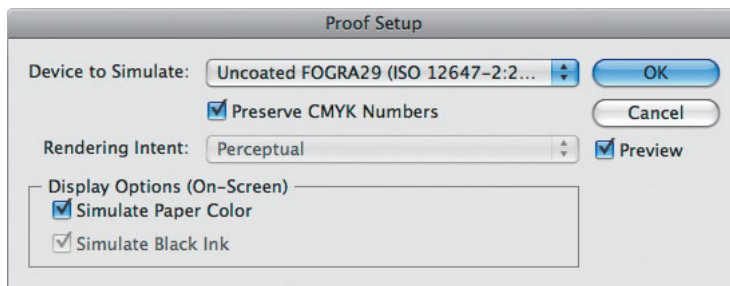 Proof Setup
Device to Simulate: Uncoated FOGRA29 (ISO 12647-2:2... OK
Preserve CMYK Numbers Cancel
Rendering Intent: Perceptual Preview
Display Options (On-Screen)
Simulate Paper Color
Simulate Black Ink